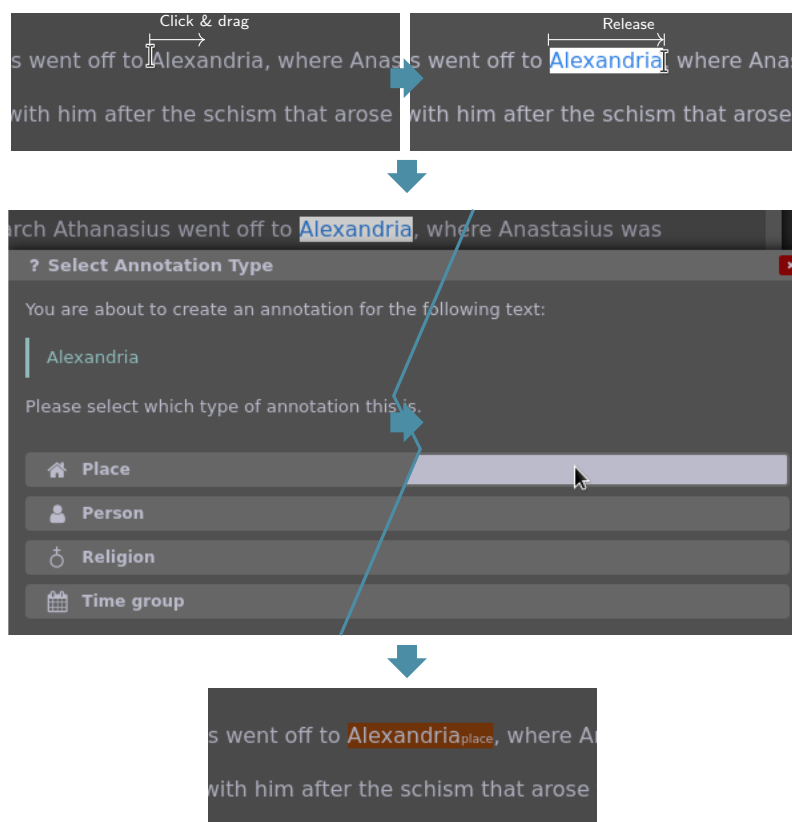 Click & drag
s went off to Alexandria, where Anas
with him after the schism that arose
Release
s went off to Alexandria, where Anas
with him after the schism that arose
arch Athanasius went off to Alexandria, where Anastasius was
? Select Annotation Type
You are about to create an annotation for the following text:
Alexandria
Please select which type of annotation this is.
Place
Person
Religion
Time group
s went off to Alexandria place, where A
with him after the schism that arose